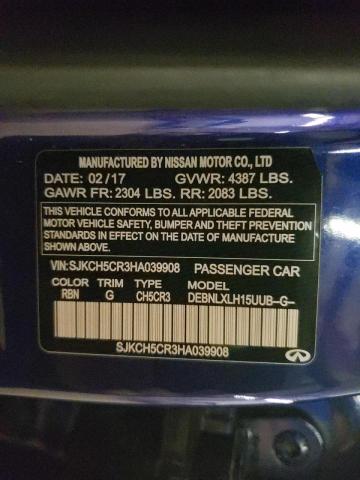 MANUFACTURED BY NISSAN MOTOR CO., LTD
DATE: 02/17 GVWR: 4387 LBS.
GAWR FR: 2304 LBS. RR: 2083 LBS.
THIS VEHICLE CONFORMS TO ALL APPLICABLE FEDERAL
MOTOR VEHICLE SAFETY, BUMPER AND THEFT PREVENTION
STANDARDS IN EFFECT ON THE DATE OF MANUFACTURE
SHOWN ABOVE.
VIN:SJKCH5CR3HA039908 PASSENGER CAR
COLOR TRIM TYPE MODEL
RBN G CH5CR3 DEBNLXLH15UUB-G-
SJKCH5CR3HA039908